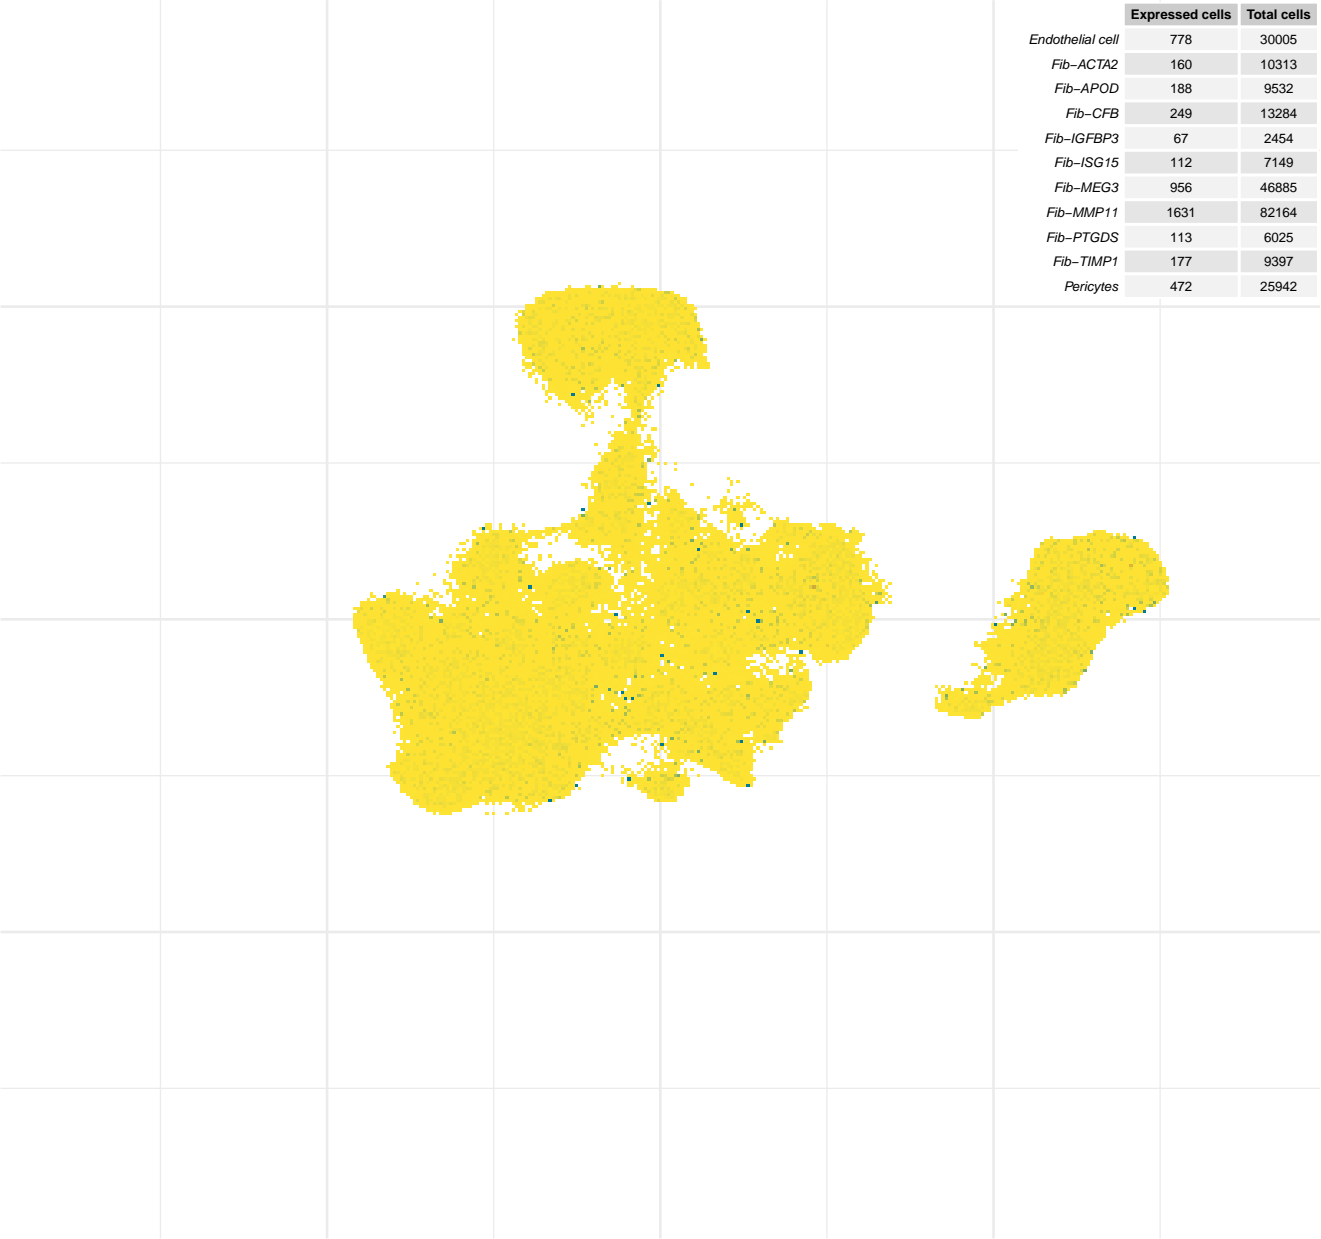 Expressed cells Total cells
Endothelial cell 778 30005
Fib−ACTA2 160 10313
Fib−APOD 188 9532
Fib−CFB 249 13284
Fib−IGFBP3 67 2454
Fib−ISG15 112 7149
Fib−MEG3 956 46885
Fib−MMP11 1631 82164
Fib−PTGDS 113 6025
Fib−TIMP1 177 9397
Pericytes 472 25942